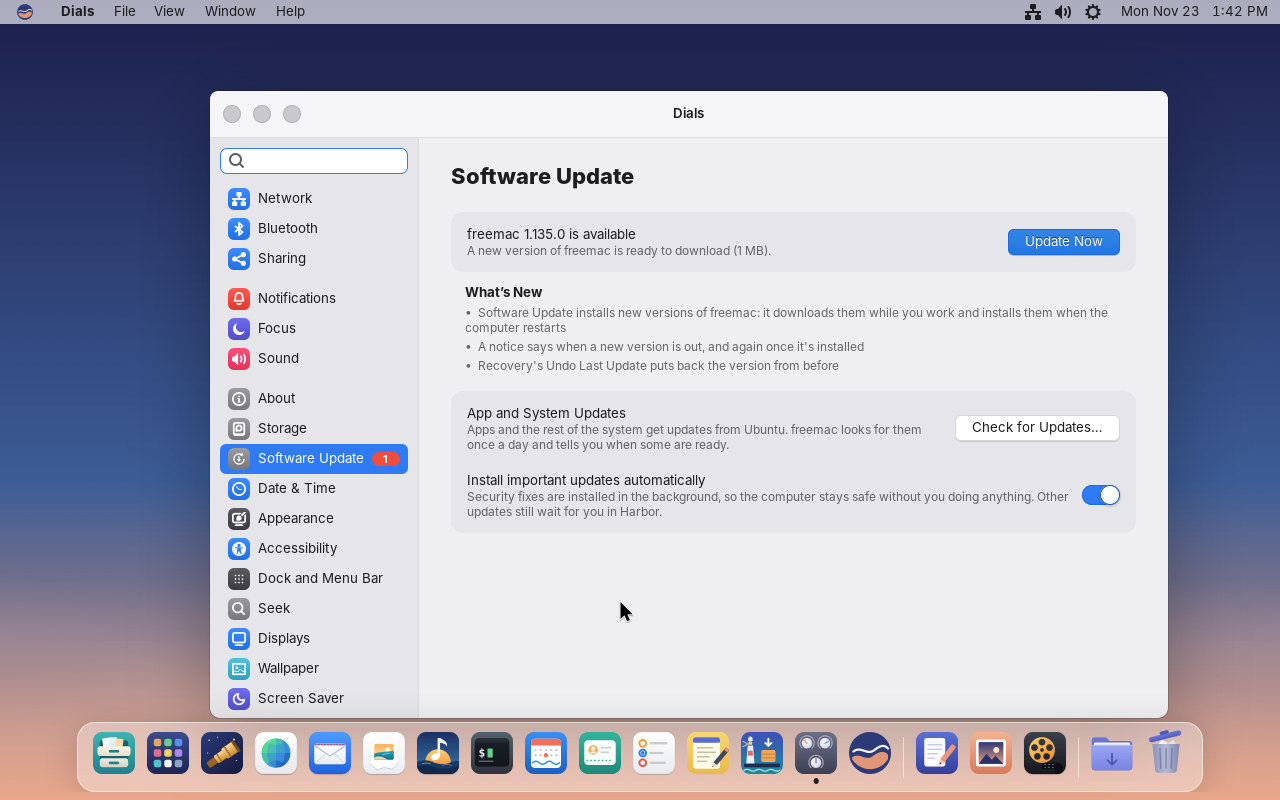 Dials File View Window Help Mon Nov 23 1:42 PM
Dials
Network
Bluetooth
Sharing
Notifications
Focus
Sound
About
Storage
Software Update 1
Date & Time
Appearance
Accessibility
Dock and Menu Bar
Seek
Displays
Wallpaper
Screen Saver
Software Update
freemac 1.135.0 is available
A new version of freemac is ready to download (1 MB).
Update Now
What's New
• Software Update installs new versions of freemac: it downloads them while you work and installs them when the
computer restarts
• A notice says when a new version is out, and again once it's installed
• Recovery's Undo Last Update puts back the version from before
App and System Updates
Apps and the rest of the system get updates from Ubuntu. freemac looks for them
once a day and tells you when some are ready.
Check for Updates...
Install important updates automatically
Security fixes are installed in the background, so the computer stays safe without you doing anything. Other
updates still wait for you in Harbor.
$